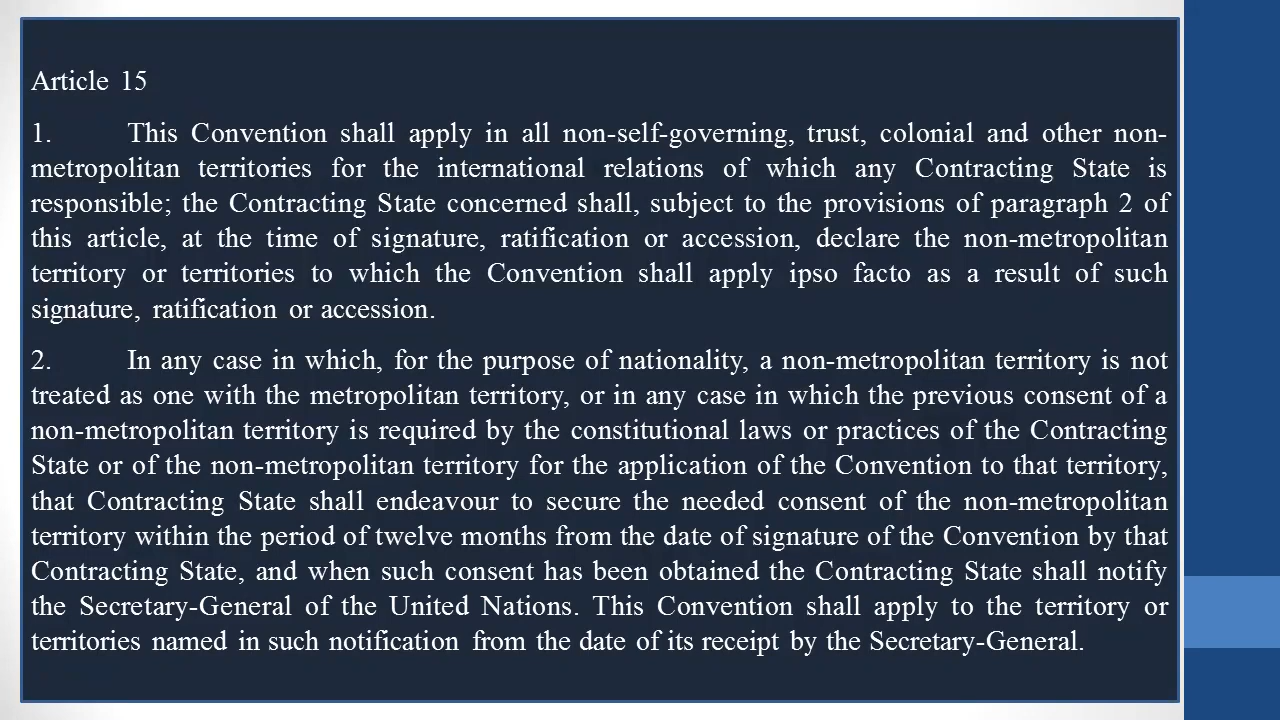 Article 15
1. This Convention shall apply in all non-self-governing, trust, colonial and other non-
metropolitan territories for the international relations of which any Contracting State is
responsible; the Contracting State concerned shall, subject to the provisions of paragraph 2 of
this article, at the time of signature, ratification or accession, declare the non-metropolitan
territory or territories to which the Convention shall apply ipso facto as a result of such
signature, ratification or accession.
2. In any case in which, for the purpose of nationality, a non-metropolitan territory is not
treated as one with the metropolitan territory, or in any case in which the previous consent of a
non-metropolitan territory is required by the constitutional laws or practices of the Contracting
State or of the non-metropolitan territory for the application of the Convention to that territory,
that Contracting State shall endeavour to secure the needed consent of the non-metropolitan
territory within the period of twelve months from the date of signature of the Convention by that
Contracting State, and when such consent has been obtained the Contracting State shall notify
the Secretary-General of the United Nations. This Convention shall apply to the territory or
territories named in such notification from the date of its receipt by the Secretary-General.